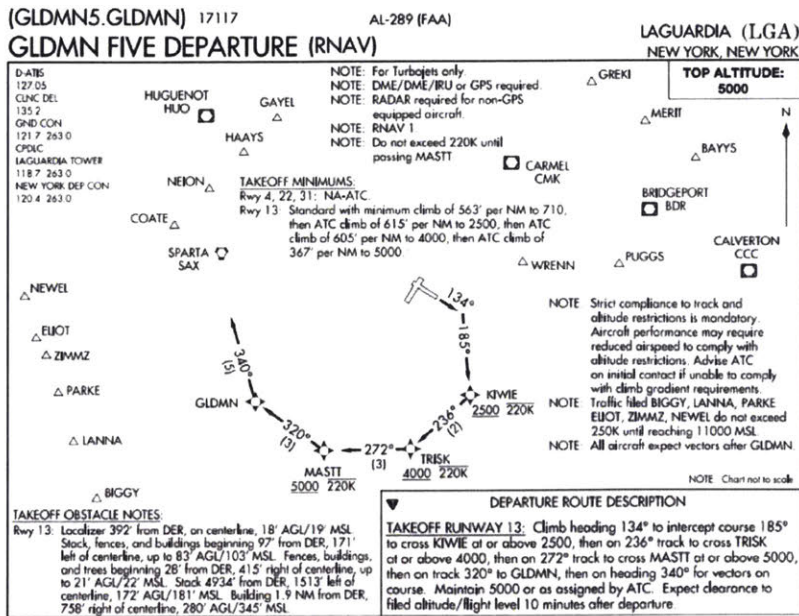 (GLDMN5.GLDMN) 17117
AL-289 (FAA)
LAGUARDIA (LGA)
GLDMN FIVE DEPARTURE (RNAV)
NEW YORK, NEW YORK
D-ATIS
127.05
CLNC DEL
135.2
GND CON
121.7 263.0
CPDLC
LAGUARDIA TOWER
118.7 263.0
NEW YORK DEP CON
120.4 263.0
NOTE: For Turbojets only.
NOTE: DME/DME/IRU or GPS required.
NOTE: RADAR required for non-GPS
equipped aircraft.
NOTE: RNAV 1.
NOTE: Do not exceed 220K until
passing MASTT
TOP ALTITUDE:
5000
GREKI
HUGUENOT
HUO
GAYEL
MERIT
N
HAAYS
BAYYS
CARMEL
CMK
NEION
TAKEOFF MINIMUMS:
Rwy 4, 22, 31: NA-ATC.
Rwy 13: Standard with minimum climb of 563' per NM to 710,
then ATC climb of 615' per NM to 2500, then ATC
climb of 605' per NM to 4000, then ATC climb of
367' per NM to 5000.
BRIDGEPORT
BDR
COATE
SPARTA
SAX
CALVERTON
CCC
WRENN
PUGGS
NEWEL
134°
185°
NOTE Strict compliance to track and
altitude restrictions is mandatory.
Aircraft performance may require
reduced airspeed to comply with
altitude restrictions. Advise ATC
on initial contact if unable to comply
with climb gradient requirements.
NOTE Traffic filed BIGGY, LANNA, PARKE
ELIOT, ZIMMZ, NEWEL do not exceed
250K until reaching 11000 MSL.
NOTE: All aircraft expect vectors after GLDMN.
NOTE Chart not to scale
ELIOT
ZIMMZ
340°
(5)
PARKE
GLDMN
KIWIE
2500 220K
236°
(2)
320°
(3)
LANNA
272°
(3)
TRISK
4000 220K
MASTT
5000 220K
BIGGY
TAKEOFF OBSTACLE NOTES:
Rwy 13: Localizer 392' from DER, on centerline, 18' AGL/19' MSL.
Stack, fences, and buildings beginning 97' from DER, 171'
left of centerline, up to 83' AGL/103' MSL. Fences, buildings,
and trees beginning 28' from DER, 415' right of centerline, up
to 21' AGL/22' MSL. Stack 4934' from DER, 1513' left of
centerline, 172' AGL/181' MSL. Building 1.9 NM from DER,
758' right of centerline, 280' AGL/345' MSL.
DEPARTURE ROUTE DESCRIPTION
TAKEOFF RUNWAY 13: Climb heading 134° to intercept course 185°
to cross KIWIE at or above 2500, then on 236° track to cross TRISK
at or above 4000, then on 272° track to cross MASTT at or above 5000,
then on track 320° to GLDMN, then on heading 340° for vectors on
course. Maintain 5000 or as assigned by ATC. Expect clearance to
filed altitude/flight level 10 minutes after departure.